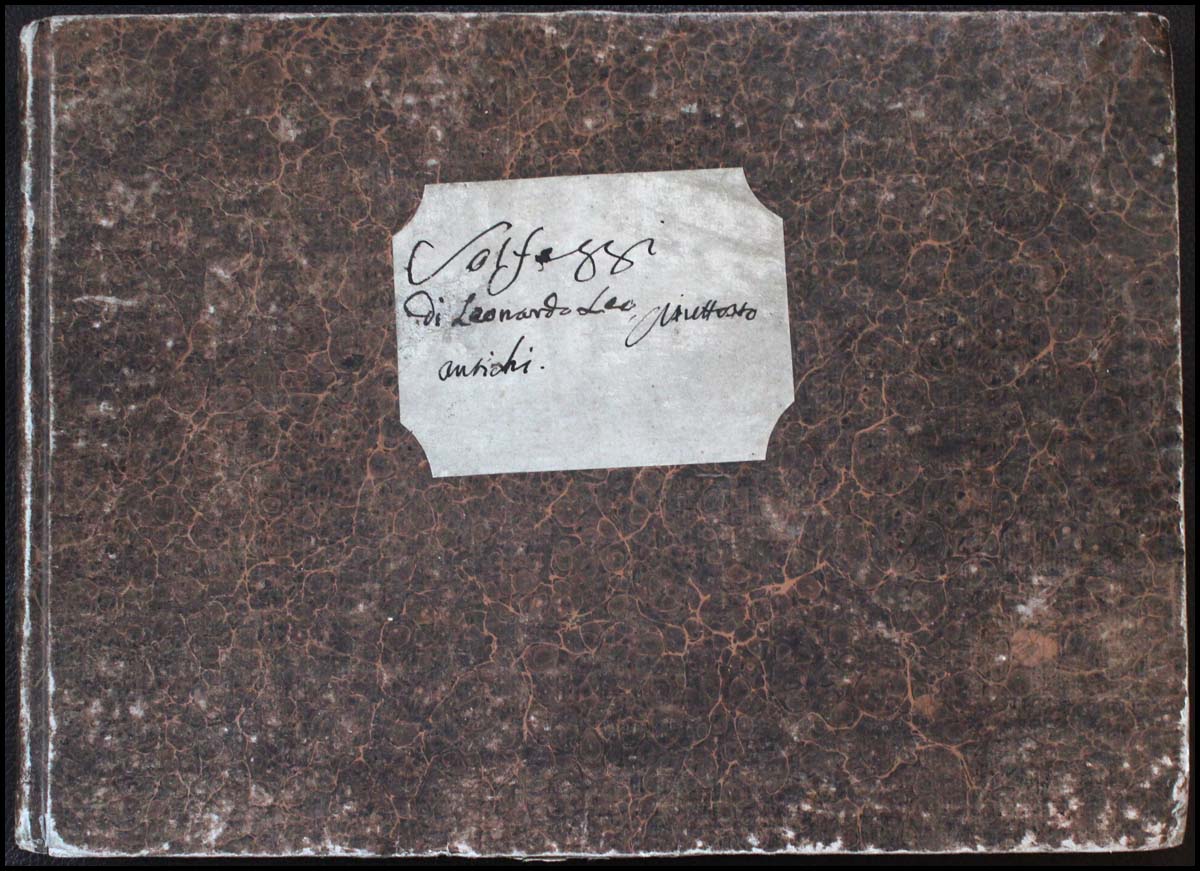 Solfeggi
di Leonardo Leo, piuttosto
antichi.